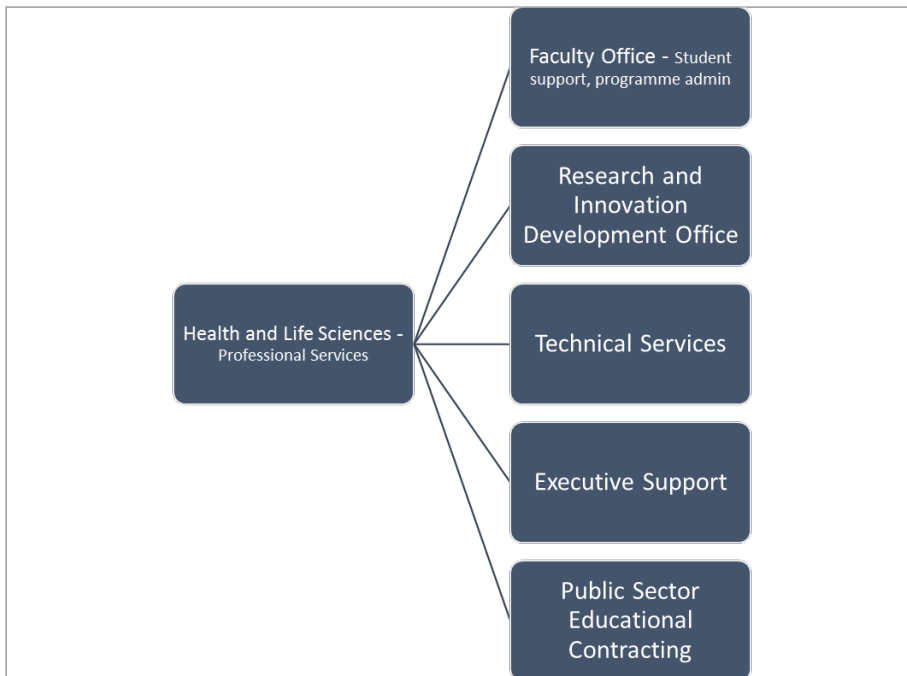 Faculty Office - Student
support, programme admin
Research and
Innovation
Development Office
Health and Life Sciences -
Professional Services
Technical Services
Executive Support
Public Sector
Educational
Contracting